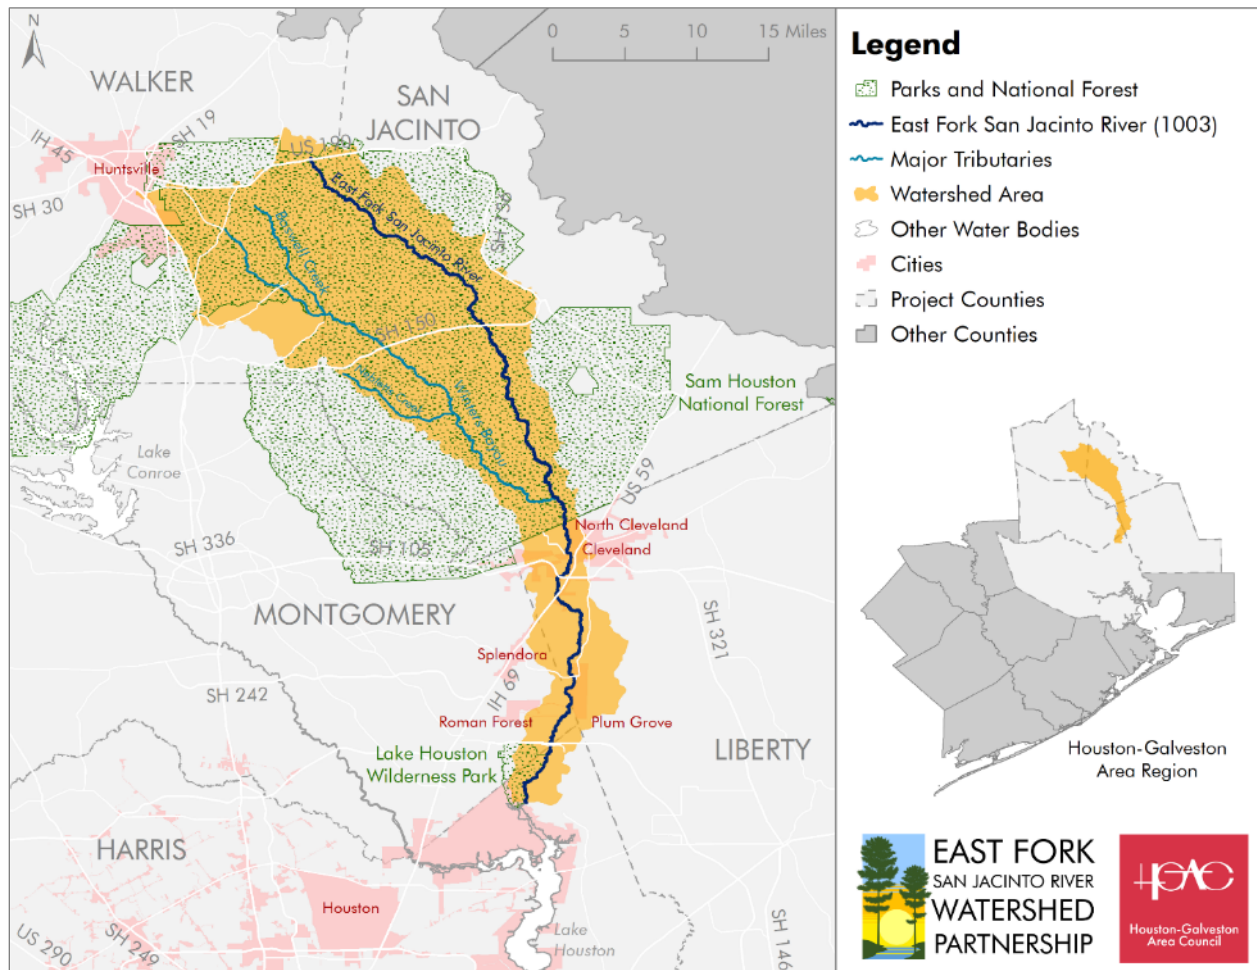 N
0 5 10 15 Miles
WALKER
SAN
JACINTO
SH 19
IH 45
US 190
Huntsville
SH 30
East Fork San Jacinto River
SH 150
Winters Bayou
Sam Houston
National Forest
Lake
Conroe
US 59
North Cleveland
Cleveland
SH 336
SH 105
MONTGOMERY
SH 321
Splendora
SH 242
IH 69
Roman Forest
Plum Grove
Lake Houston
Wilderness Park
LIBERTY
HARRIS
Houston
Lake
Houston
US 290
SH 249
SH 146
Legend
Parks and National Forest
East Fork San Jacinto River (1003)
Major Tributaries
Watershed Area
Other Water Bodies
Cities
Project Counties
Other Counties
Houston-Galveston
Area Region
EAST FORK
SAN JACINTO RIVER
WATERSHED
PARTNERSHIP
Houston-Galveston
Area Council